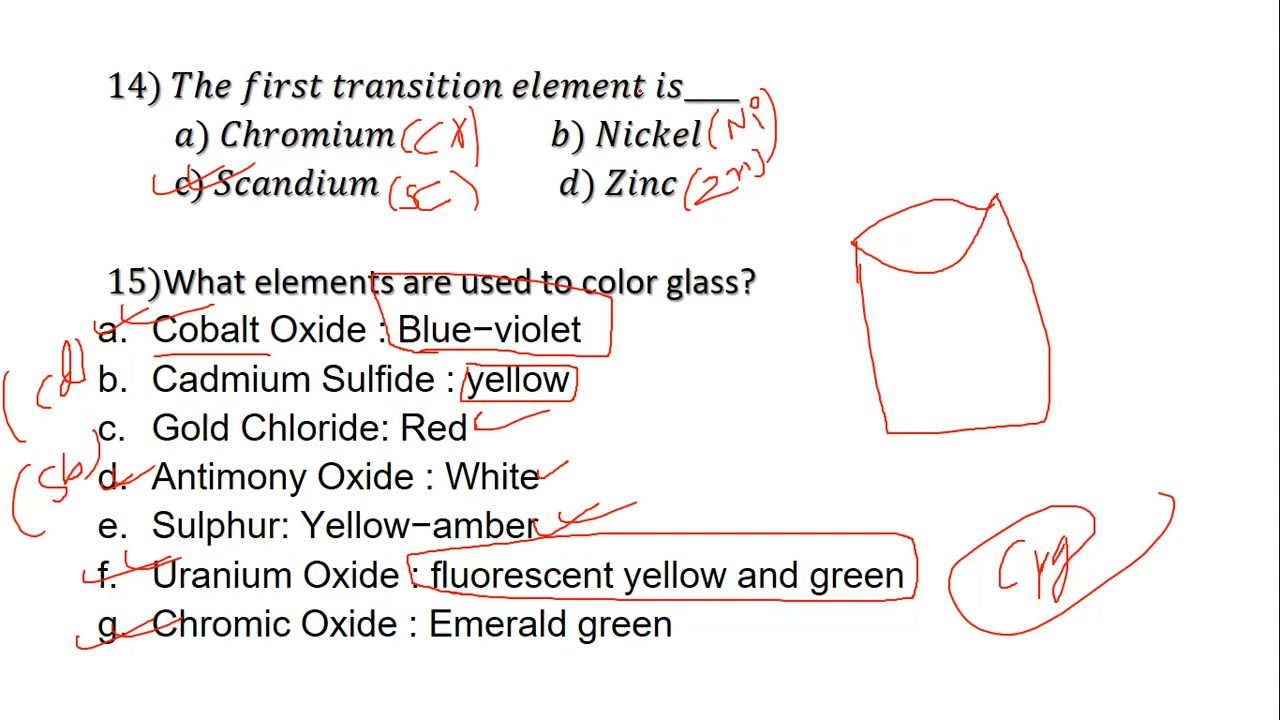 14) The first transition element is___
a) Chromium (Cr) b) Nickel (Ni)
c) Scandium (SC) d) Zinc (Zn)
15)What elements are used to color glass?
a. Cobalt Oxide : Blue−violet
(Cd) b. Cadmium Sulfide : yellow
c. Gold Chloride: Red
(Sb) d. Antimony Oxide : White
e. Sulphur: Yellow−amber
f. Uranium Oxide : fluorescent yellow and green
g. Chromic Oxide : Emerald green